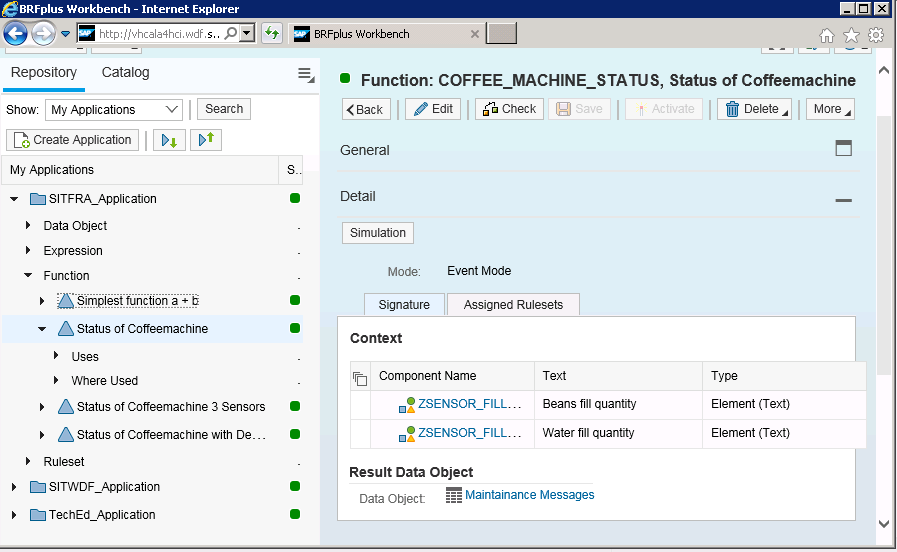 BRFplus Workbench - Internet Explorer
SAP http://vhcala4hci.wdf.s...
SAP BRFplus Workbench
Repository Catalog
Show: My Applications Search
Create Application
My Applications S..
SITFRA_Application
Data Object .
Expression .
Function .
Simplest function a + b
Status of Coffeemachine
Uses .
Where Used .
Status of Coffeemachine 3 Sensors
Status of Coffeemachine with De...
Ruleset .
SITWDF_Application
TechEd_Application
Function: COFFEE_MACHINE_STATUS, Status of Coffeemachine
Back Edit Check Save Activate Delete More
General
Detail
Simulation
Mode: Event Mode
Signature Assigned Rulesets
Context
Component Name Text Type
ZSENSOR_FILL... Beans fill quantity Element (Text)
ZSENSOR_FILL... Water fill quantity Element (Text)
Result Data Object
Data Object: Maintainance Messages